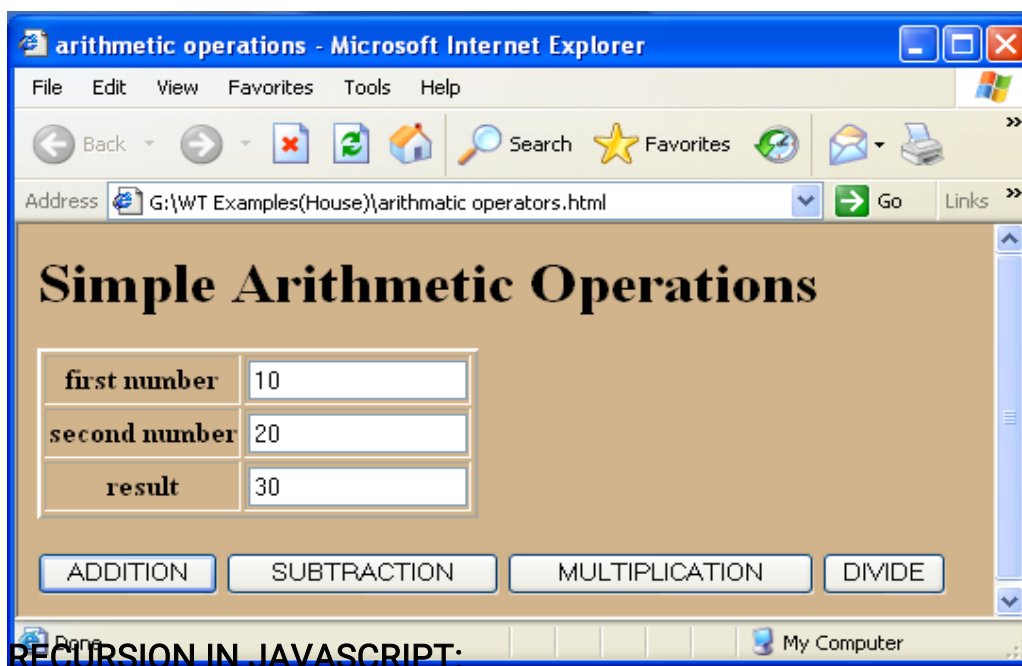 arithmetic operations - Microsoft Internet Explorer
File Edit View Favorites Tools Help
Back Search Favorites »
Address G:\WT Examples(House)\arithmatic operators.html Go Links »
Simple Arithmetic Operations
first number 10
second number 20
result 30
ADDITION SUBTRACTION MULTIPLICATION DIVIDE
Done My Computer
RECURSION IN JAVASCRIPT: